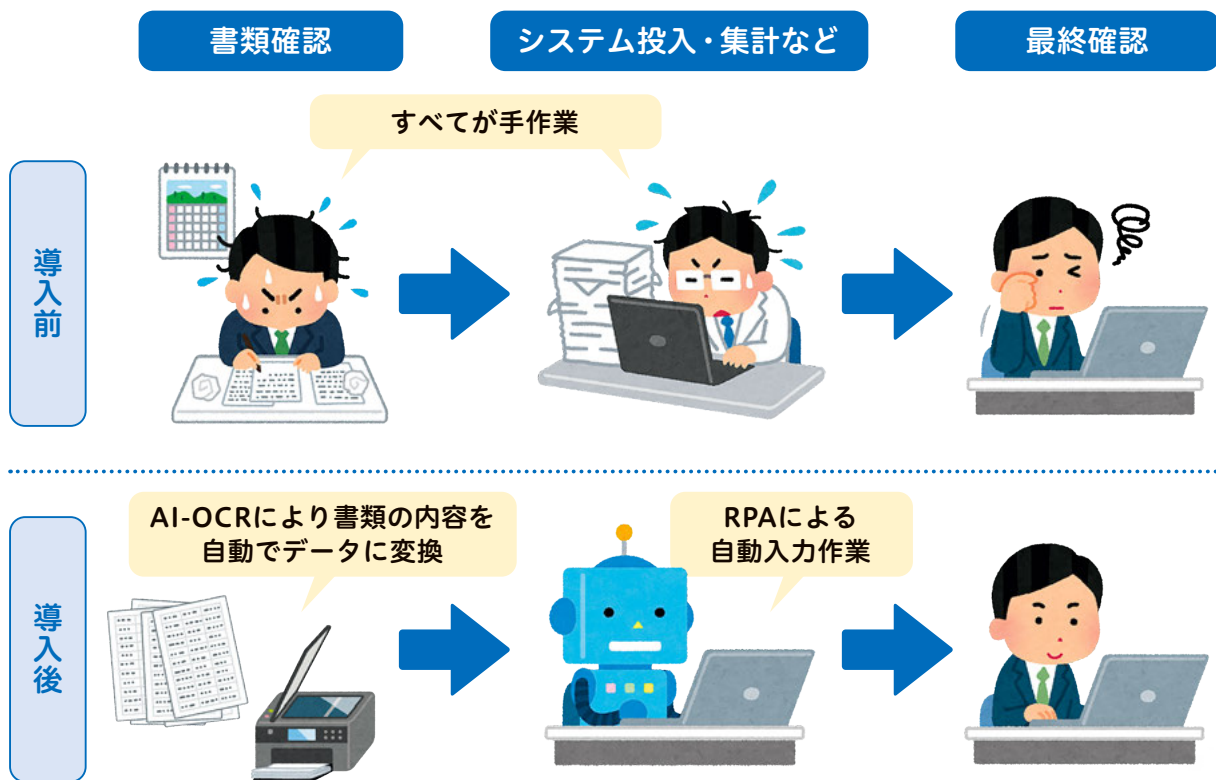 書類確認
システム投入・集計など
最終確認
すべてが手作業
導入前
AI-OCRにより書類の内容を
自動でデータに変換
RPAによる
自動入力作業
導入後